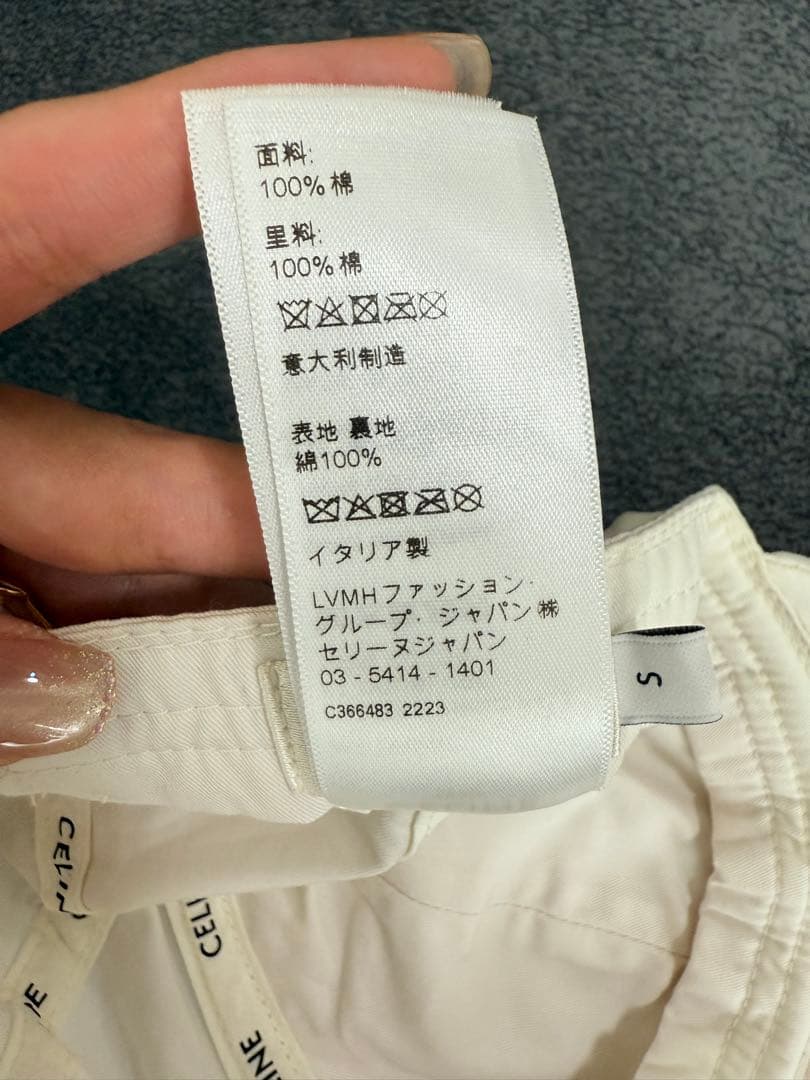 面料:
100% 棉
里料:
100% 棉
意大利制造
表地 裏地
綿100%
イタリア製
LVMHファッション・
グループ・ジャパン㈱
セリーヌジャパン
03 - 5414 - 1401
C366483 2223
S
CELIN
CELI
INE